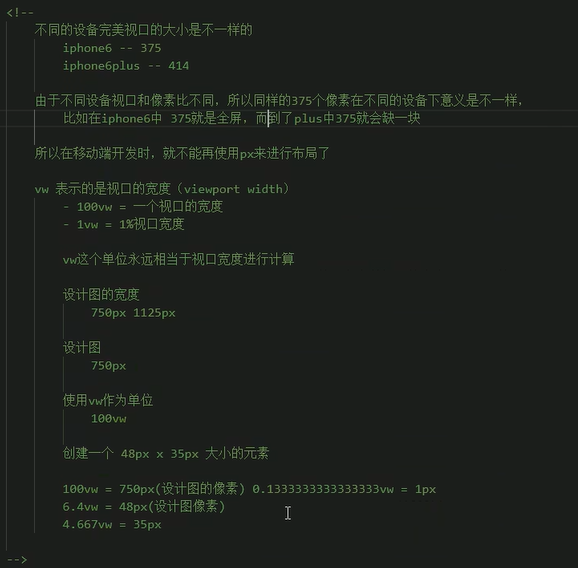 <!--
不同的设备完美视口的大小是不一样的
iphone6 -- 375
iphone6plus -- 414
由于不同设备视口和像素比不同，所以同样的375个像素在不同的设备下意义是不一样，
比如在iphone6中 375就是全屏，而到了plus中375就会缺一块
所以在移动端开发时，就不能再使用px来进行布局了
vw 表示的是视口的宽度（viewport width）
- 100vw = 一个视口的宽度
- 1vw = 1%视口宽度
vw这个单位永远相当于视口宽度进行计算
设计图的宽度
750px 1125px
设计图
750px
使用vw作为单位
100vw
创建一个 48px x 35px 大小的元素
100vw = 750px(设计图的像素) 0.1333333333333333vw = 1px
6.4vw = 48px(设计图像素)
4.667vw = 35px
-->